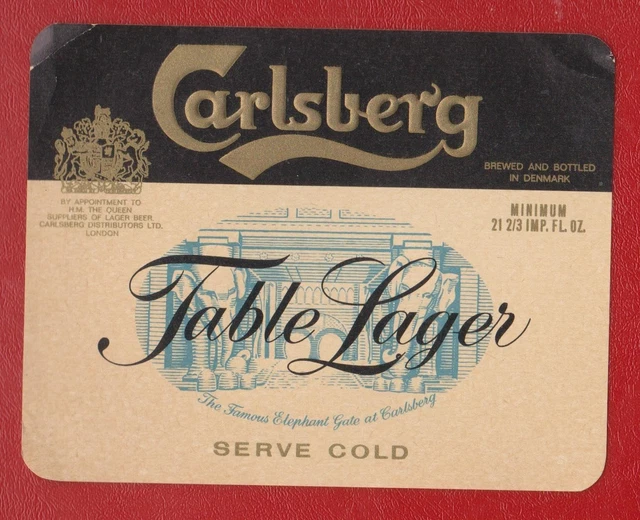 Carlsberg
BREWED AND BOTTLED
IN DENMARK
BY APPOINTMENT TO
H.M. THE QUEEN
SUPPLIERS OF LAGER BEER
CARLSBERG DISTRIBUTORS LTD.
LONDON
MINIMUM
21 2/3 IMP. FL. OZ.
Table Lager
The Famous Elephant Gate at Carlsberg
SERVE COLD